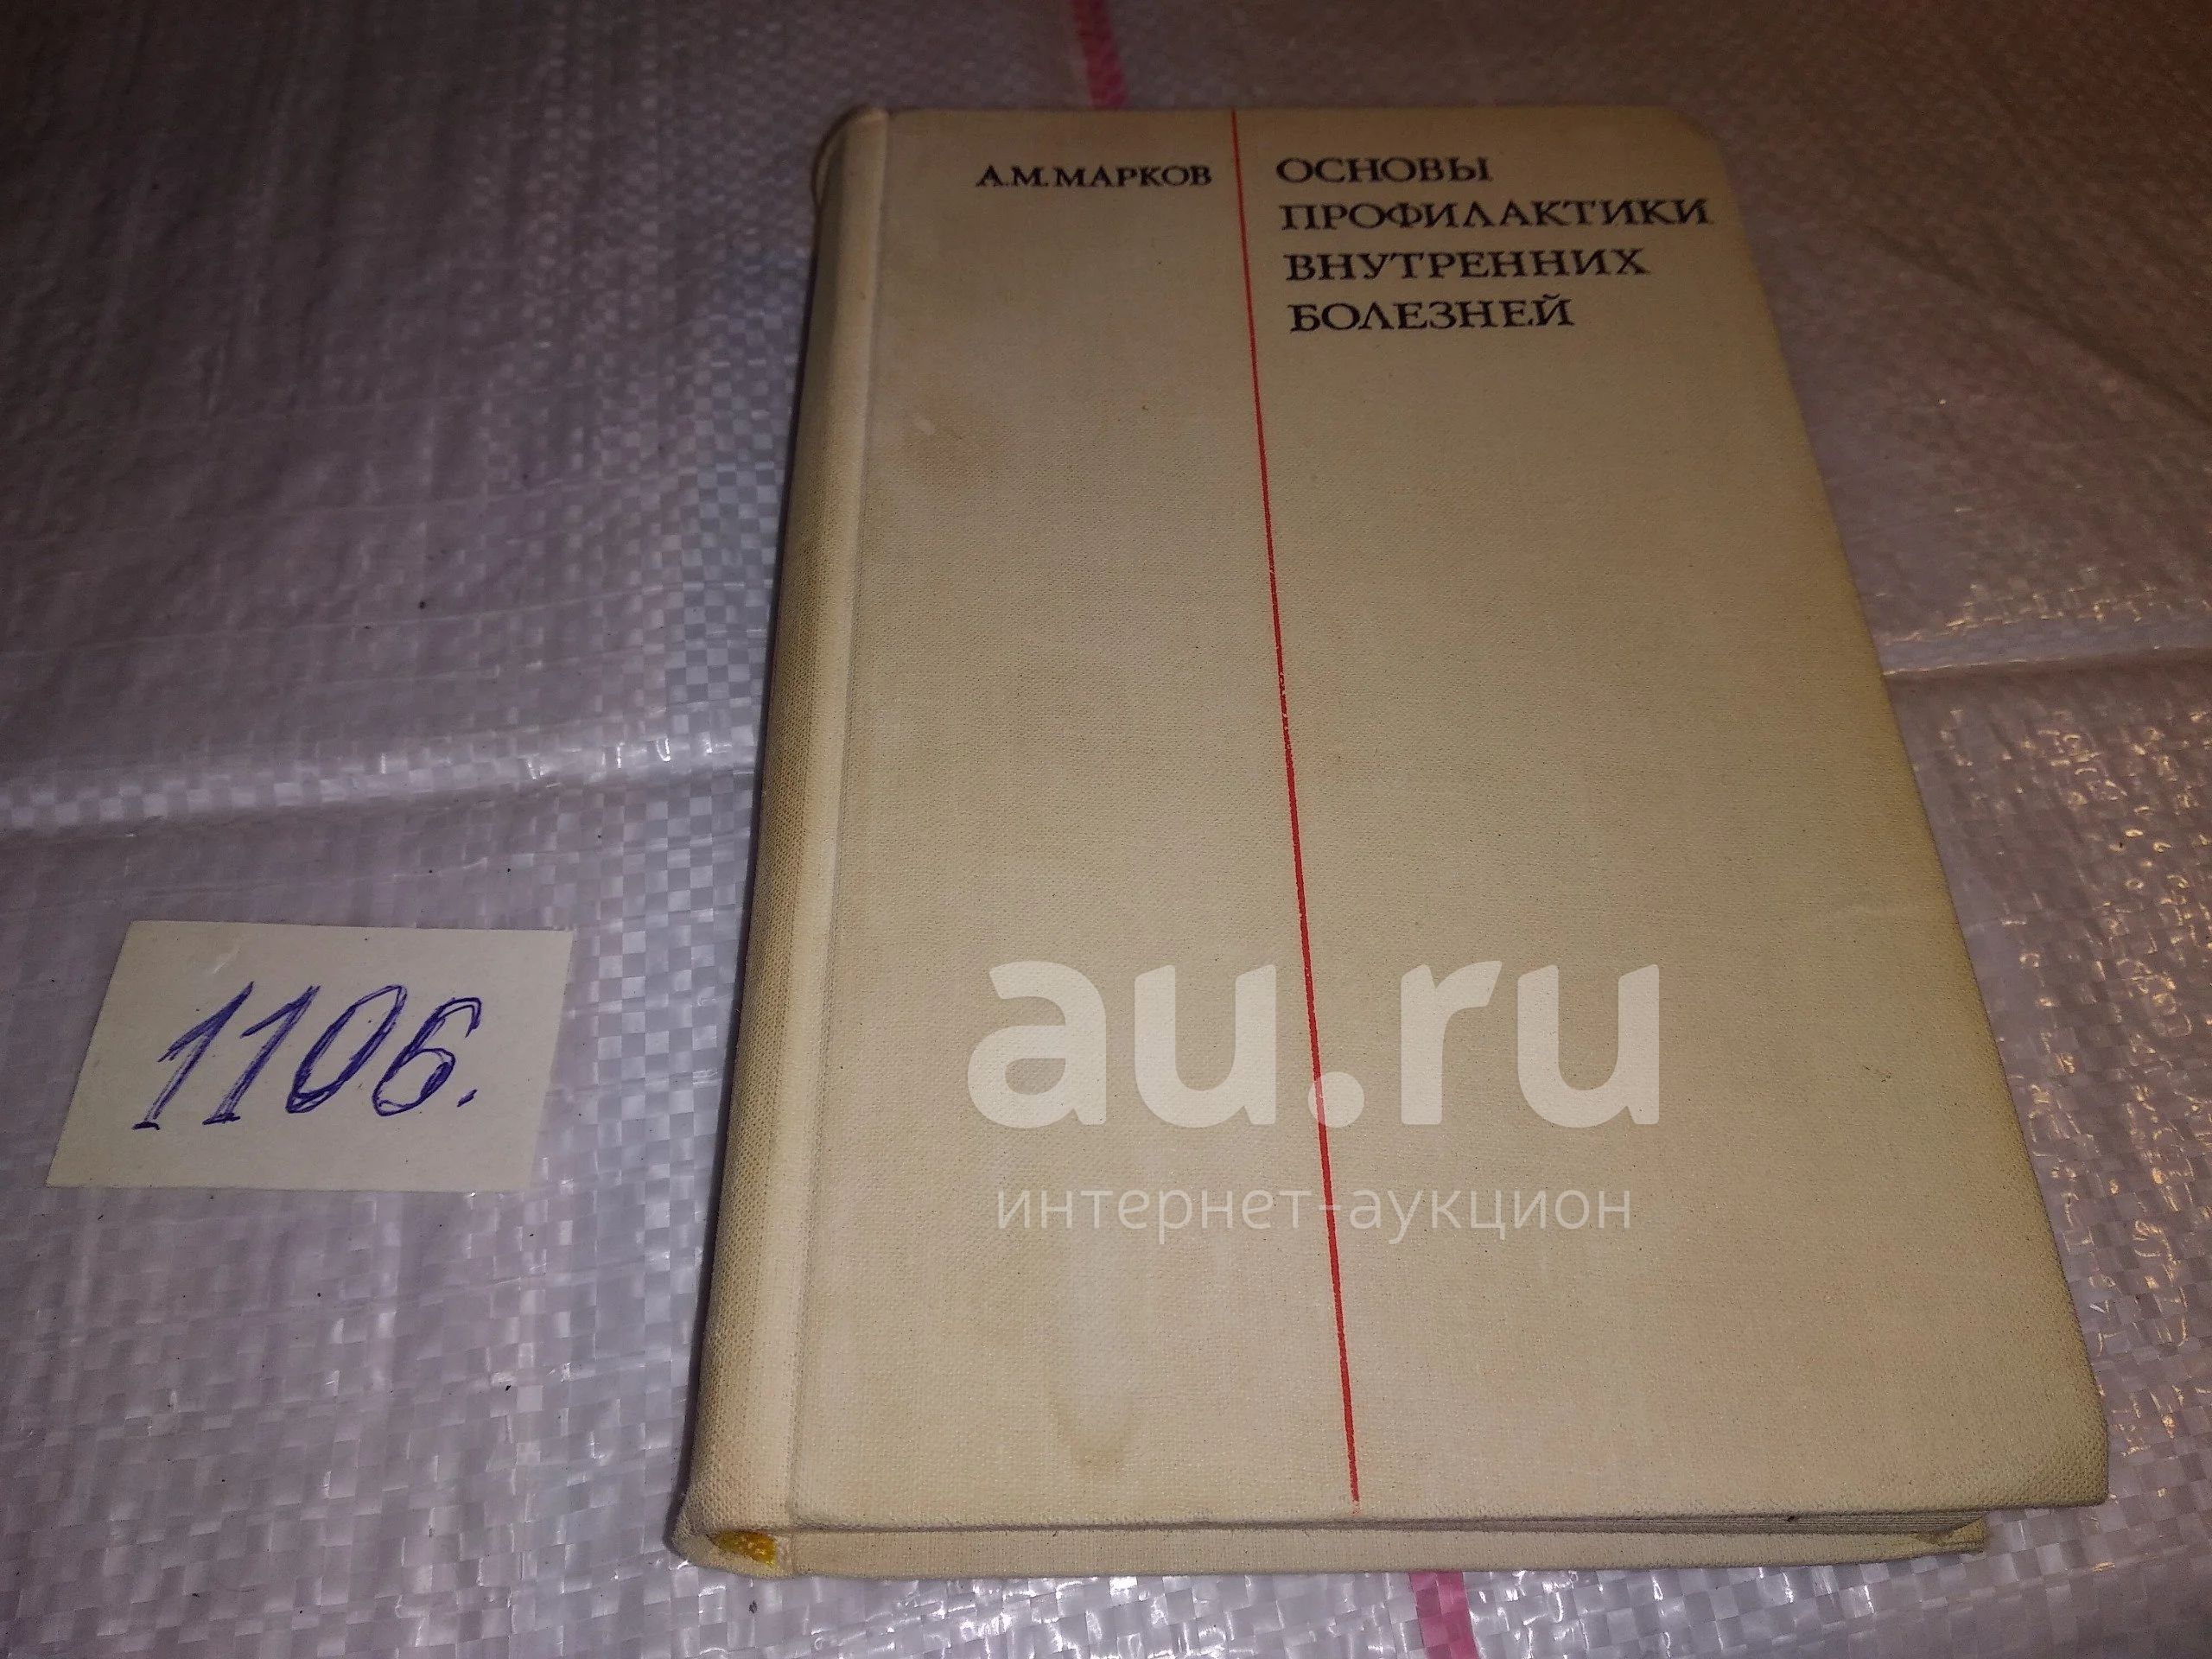 А.М.МАРКОВ
ОСНОВЫ
ПРОФИЛАКТИКИ
ВНУТРЕННИХ
БОЛЕЗНЕЙ
1106.
au.ru
интернет-аукцион